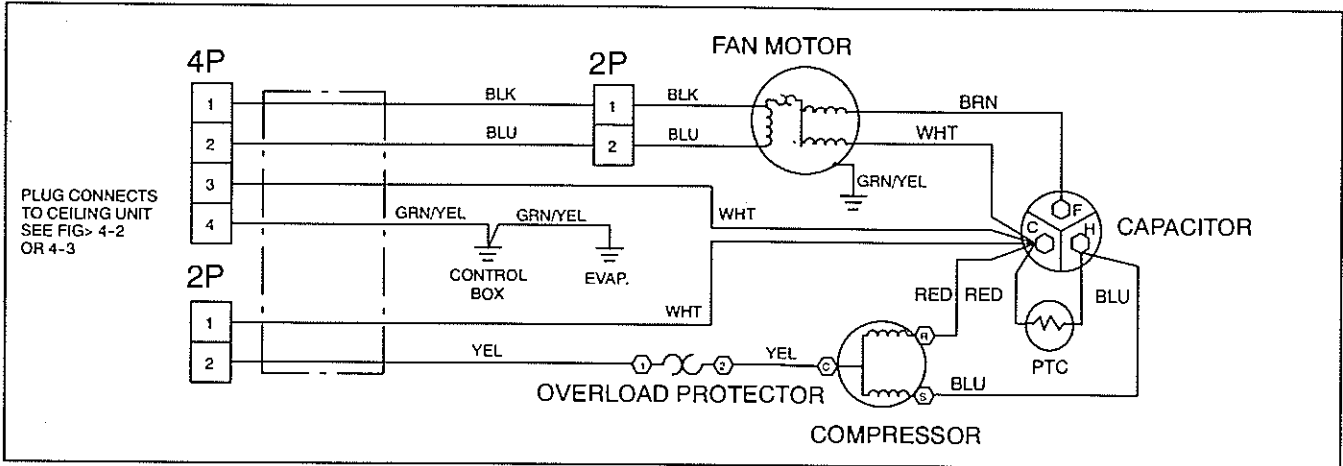 FAN MOTOR
4P
2P
1
BLK
1
BLK
BRN
2
BLU
2
BLU
WHT
3
GRN/YEL
PLUG CONNECTS
TO CEILING UNIT
SEE FIG> 4-2
OR 4-3
4
GRN/YEL
GRN/YEL
WHT
F
C
H
CAPACITOR
CONTROL
BOX
EVAP.
2P
RED
RED
BLU
1
WHT
R
2
YEL
1
2
YEL
C
PTC
OVERLOAD PROTECTOR
S
BLU
COMPRESSOR